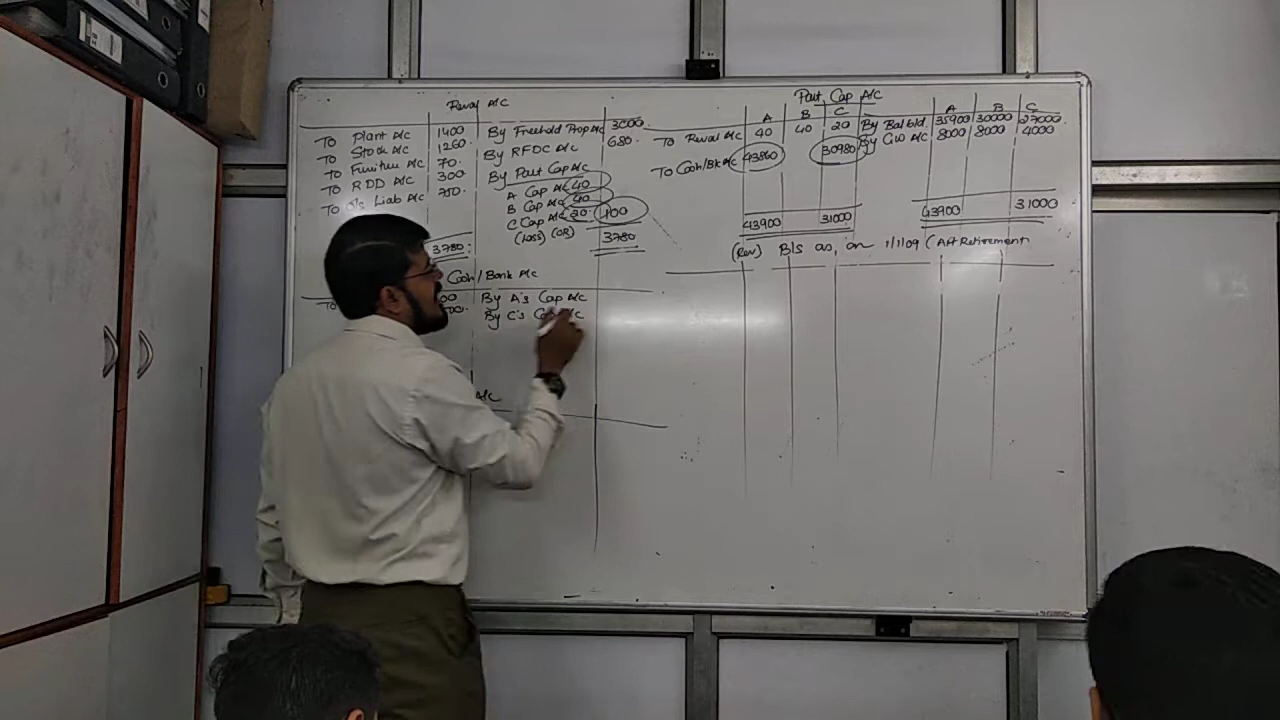 Reval A/C
To Plant A/C 1400 By Freehold Prop A/C 3000
To Stock A/C 1260 By RFDC A/C 680
To Furniture A/C 70
To RDD A/C 300 By Part Cap A/C
To O/s Liab A/C 750 A Cap A/C 40
B Cap A/C 40
C Cap A/C 20 100
(Loss) (OR)
3780 3780
Cash/Bank A/C
To By A's Cap A/C
By C's
A/C
Part Cap A/C
A B C A B C
To Reval A/C 40 40 20 By Bal b/d 35900 30000 27000
To Cash/Bk A/C 43860 30980 By G/W A/C 8000 8000 4000
43900 31000 43900 31000
(Rev) B/S as on 1/1/09 (Aft Retirement